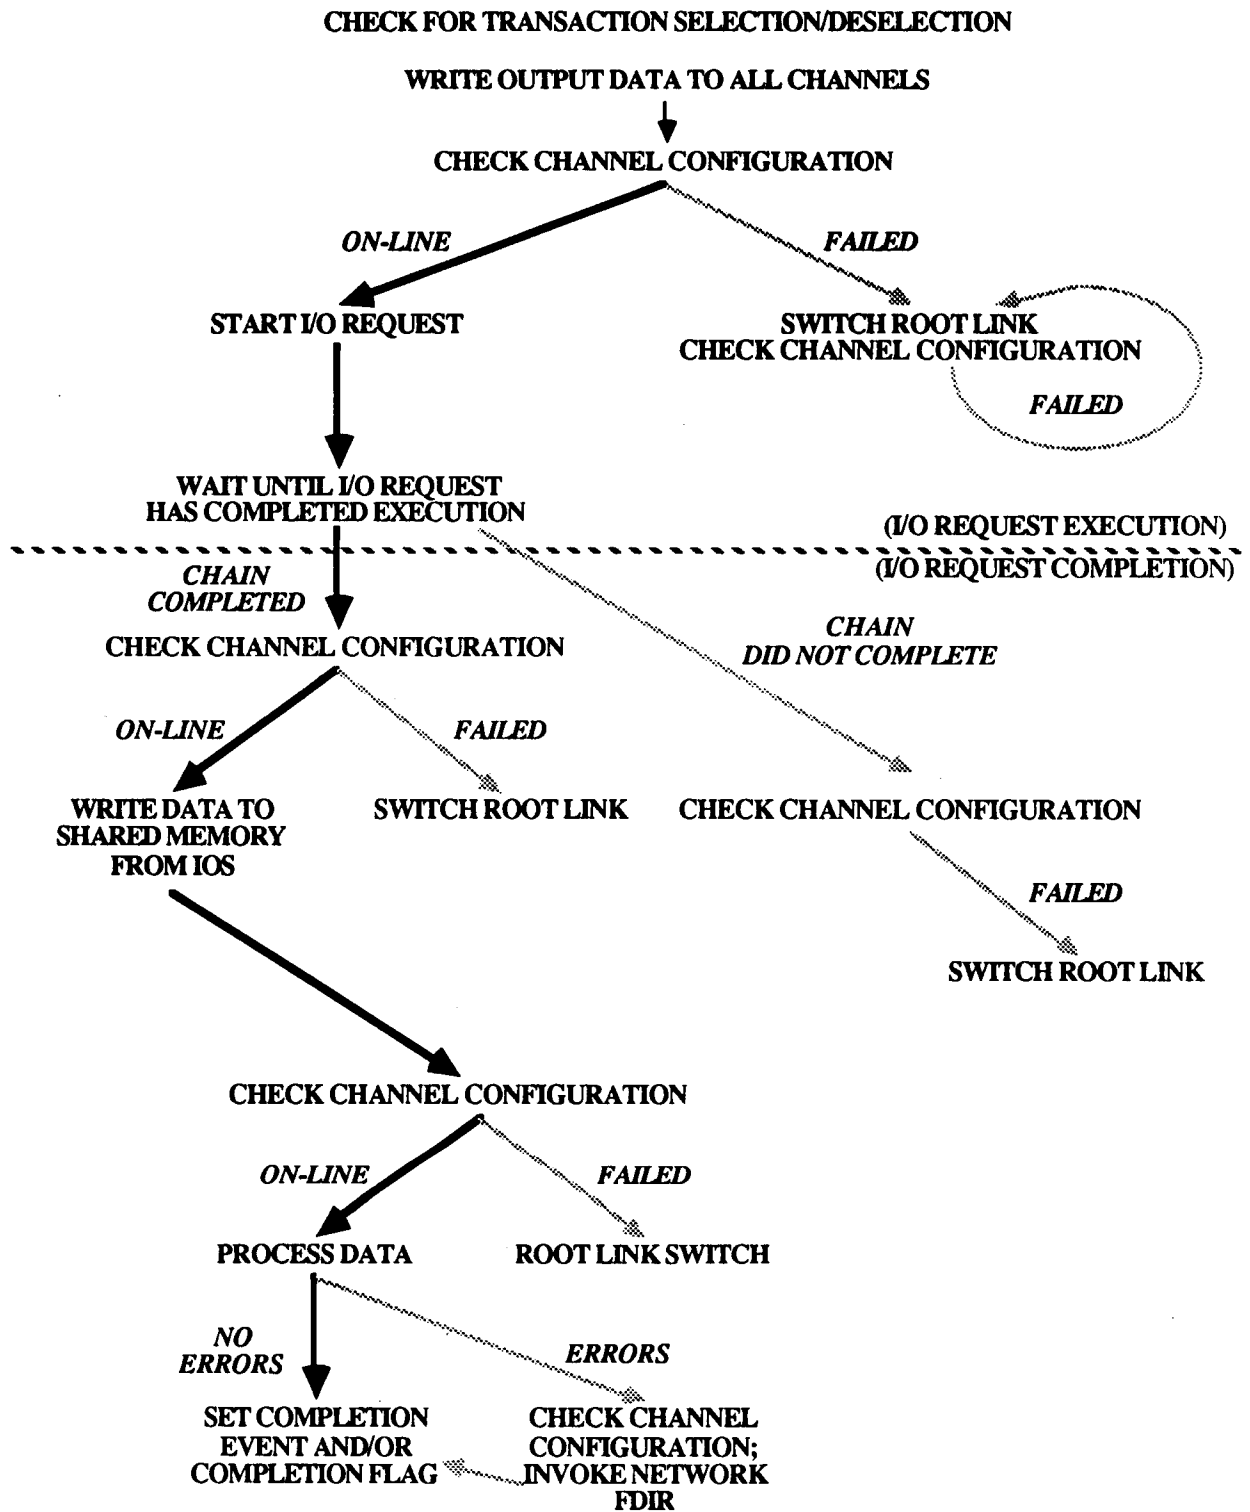 CHECK FOR TRANSACTION SELECTION/DESELECTION
WRITE OUTPUT DATA TO ALL CHANNELS
CHECK CHANNEL CONFIGURATION
ON-LINE
FAILED
START I/O REQUEST
SWITCH ROOT LINK
CHECK CHANNEL CONFIGURATION
FAILED
WAIT UNTIL I/O REQUEST
HAS COMPLETED EXECUTION
(I/O REQUEST EXECUTION)
(I/O REQUEST COMPLETION)
CHAIN
COMPLETED
CHAIN
DID NOT COMPLETE
CHECK CHANNEL CONFIGURATION
ON-LINE
FAILED
WRITE DATA TO
SHARED MEMORY
FROM IOS
SWITCH ROOT LINK
CHECK CHANNEL CONFIGURATION
FAILED
SWITCH ROOT LINK
CHECK CHANNEL CONFIGURATION
ON-LINE
FAILED
PROCESS DATA
ROOT LINK SWITCH
NO
ERRORS
ERRORS
SET COMPLETION
EVENT AND/OR
COMPLETION FLAG
CHECK CHANNEL
CONFIGURATION;
INVOKE NETWORK
FDIR